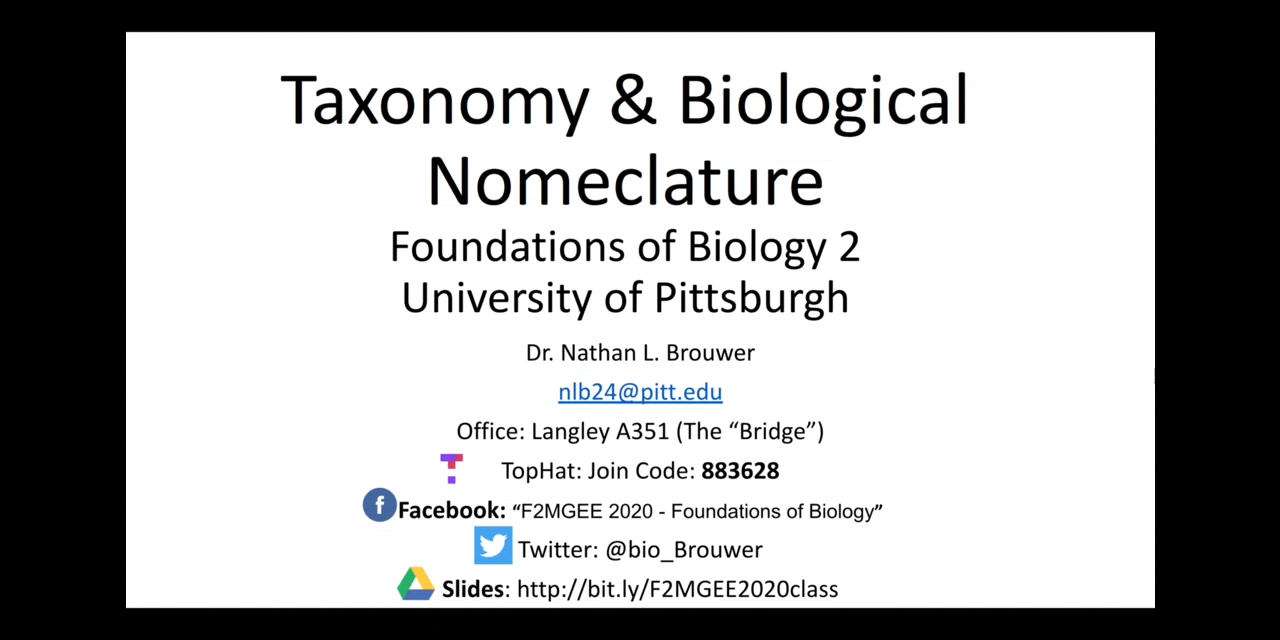 Taxonomy & Biological
Nomeclature
Foundations of Biology 2
University of Pittsburgh
Dr. Nathan L. Brouwer
nlb24@pitt.edu
Office: Langley A351 (The “Bridge”)
TopHat: Join Code: 883628
Facebook: “F2MGEE 2020 - Foundations of Biology”
Twitter: @bio_Brouwer
Slides: http://bit.ly/F2MGEE2020class